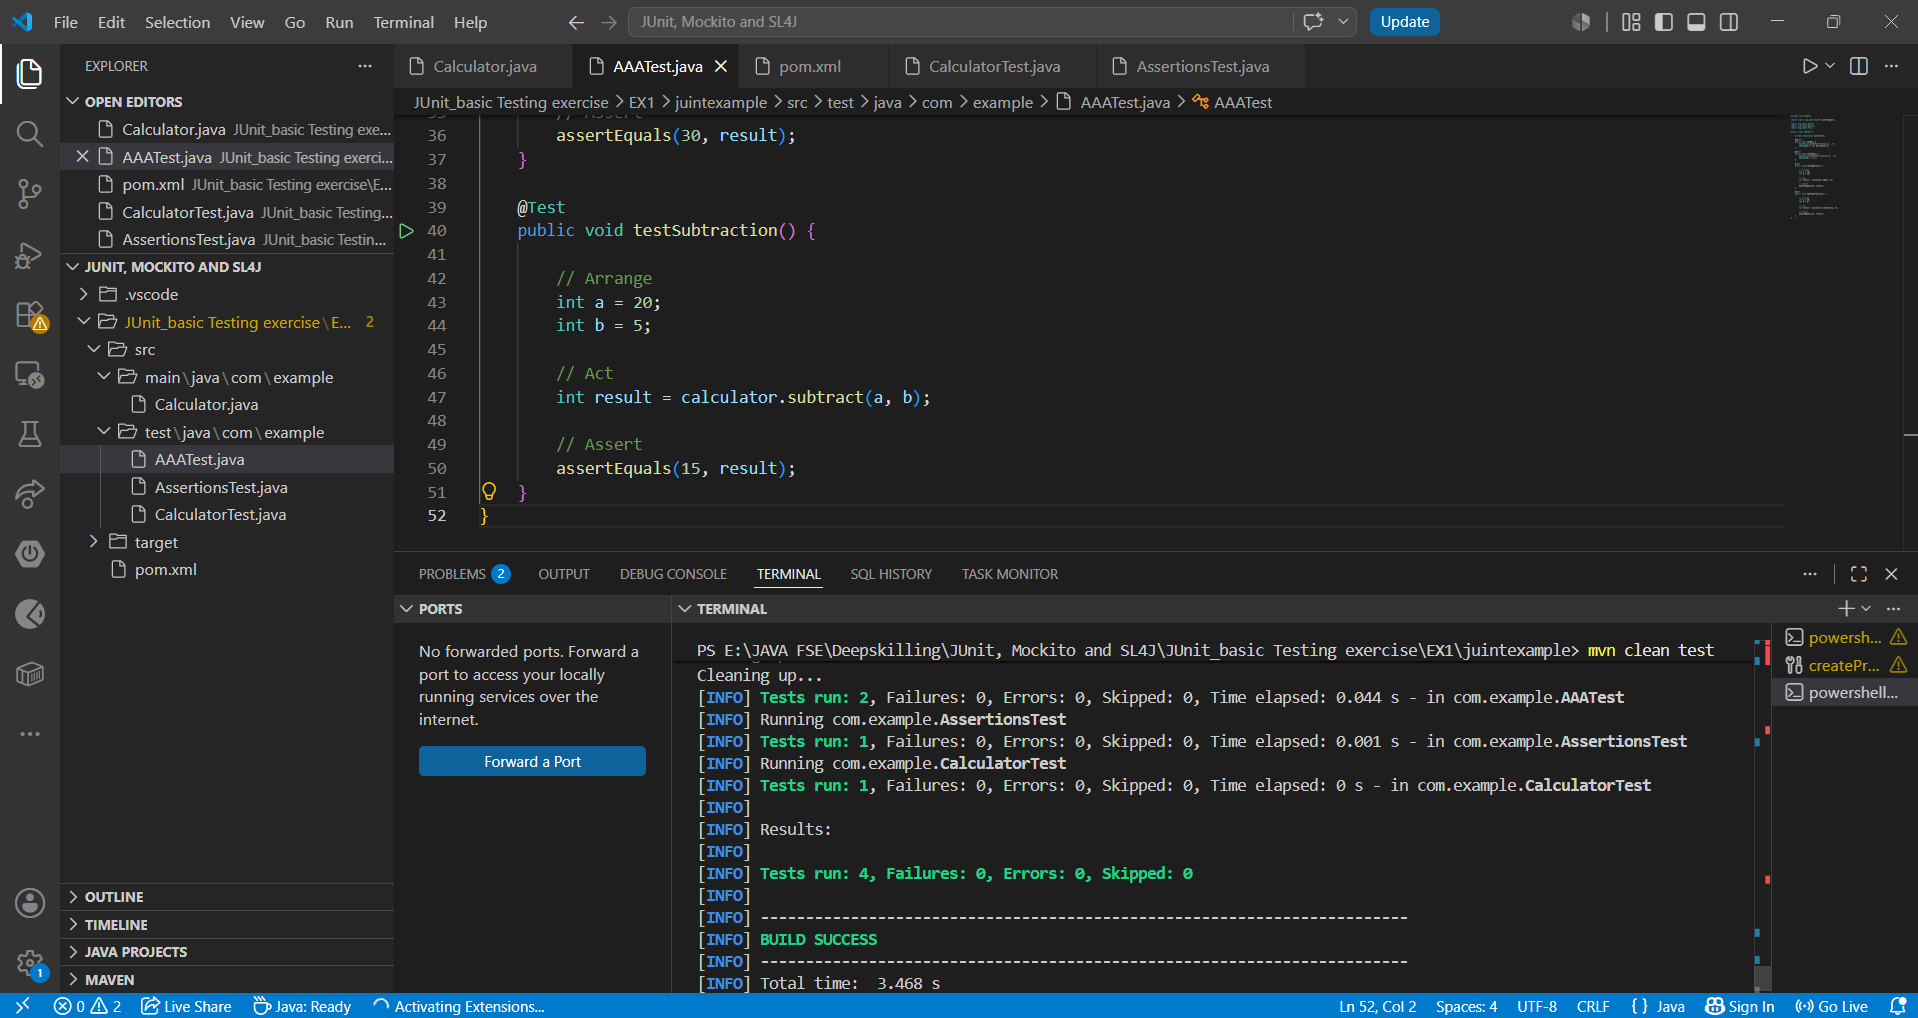 File Edit Selection View Go Run Terminal Help
JUnit, Mockito and SL4J
Update
EXPLORER
OPEN EDITORS
Calculator.java JUnit_basic Testing exe...
AAATest.java JUnit_basic Testing exerci...
pom.xml JUnit_basic Testing exercise\E...
CalculatorTest.java JUnit_basic Testing...
AssertionsTest.java JUnit_basic Testin...
JUNIT, MOCKITO AND SL4J
.vscode
JUnit_basic Testing exercise\E... 2
src
main\java\com\example
Calculator.java
test\java\com\example
AAATest.java
AssertionsTest.java
CalculatorTest.java
target
pom.xml
OUTLINE
TIMELINE
JAVA PROJECTS
MAVEN
Calculator.java AAATest.java pom.xml CalculatorTest.java AssertionsTest.java
JUnit_basic Testing exercise > EX1 > juintexample > src > test > java > com > example > AAATest.java > AAATest
35 // Assert
36 assertEquals(30, result);
37 }
38
39 @Test
40 public void testSubtraction() {
41
42 // Arrange
43 int a = 20;
44 int b = 5;
45
46 // Act
47 int result = calculator.subtract(a, b);
48
49 // Assert
50 assertEquals(15, result);
51 }
52 }
PROBLEMS 2 OUTPUT DEBUG CONSOLE TERMINAL SQL HISTORY TASK MONITOR
PORTS
No forwarded ports. Forward a
port to access your locally
running services over the
internet.
Forward a Port
TERMINAL
PS E:\JAVA FSE\Deepskilling\JUnit, Mockito and SL4J\JUnit_basic Testing exercise\EX1\juintexample> mvn clean test
Cleaning up...
[INFO] Tests run: 2, Failures: 0, Errors: 0, Skipped: 0, Time elapsed: 0.044 s - in com.example.AAATest
[INFO] Running com.example.AssertionsTest
[INFO] Tests run: 1, Failures: 0, Errors: 0, Skipped: 0, Time elapsed: 0.001 s - in com.example.AssertionsTest
[INFO] Running com.example.CalculatorTest
[INFO] Tests run: 1, Failures: 0, Errors: 0, Skipped: 0, Time elapsed: 0 s - in com.example.CalculatorTest
[INFO]
[INFO] Results:
[INFO]
[INFO] Tests run: 4, Failures: 0, Errors: 0, Skipped: 0
[INFO]
[INFO] ------------------------------------------------------------------------
[INFO] BUILD SUCCESS
[INFO] ------------------------------------------------------------------------
[INFO] Total time: 3.468 s
powersh...
createPr...
powershell...
1
0 2 Live Share Java: Ready Activating Extensions... Ln 52, Col 2 Spaces: 4 UTF-8 CRLF {} Java Sign In Go Live